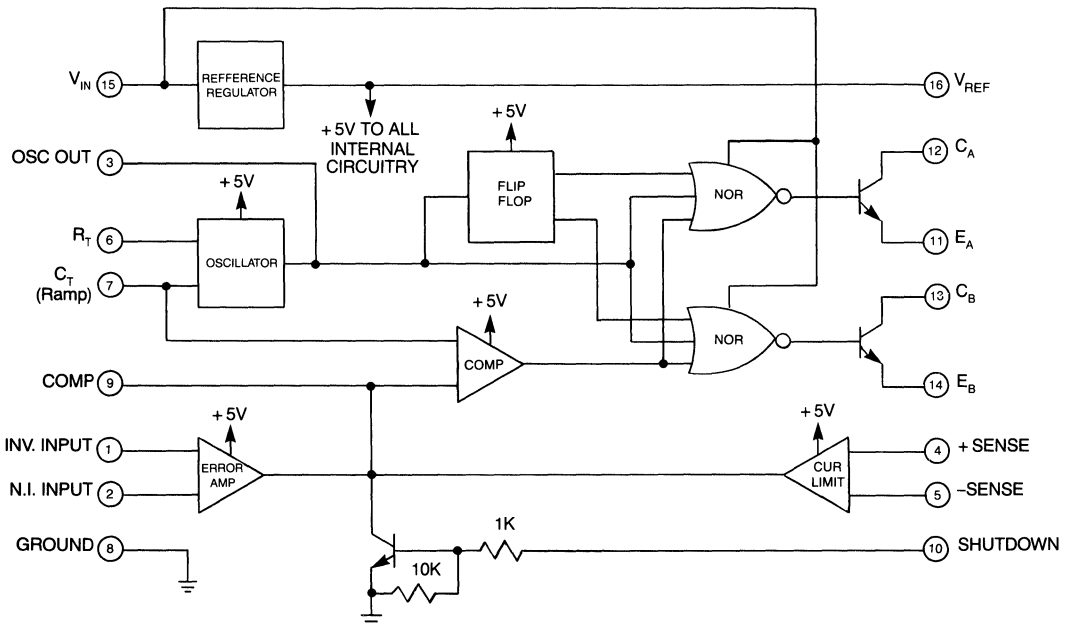 V_IN 15
REFFERENCE
REGULATOR
16 V_REF
+5V TO ALL
INTERNAL
CIRCUITRY
OSC OUT 3
+5V
+5V
FLIP
FLOP
NOR
12 C_A
11 E_A
R_T 6
OSCILLATOR
C_T
(Ramp) 7
+5V
COMP
NOR
13 C_B
14 E_B
COMP 9
+5V
+5V
INV. INPUT 1
ERROR
AMP
N.I. INPUT 2
CUR
LIMIT
4 +SENSE
5 –SENSE
GROUND 8
1K
10K
10 SHUTDOWN